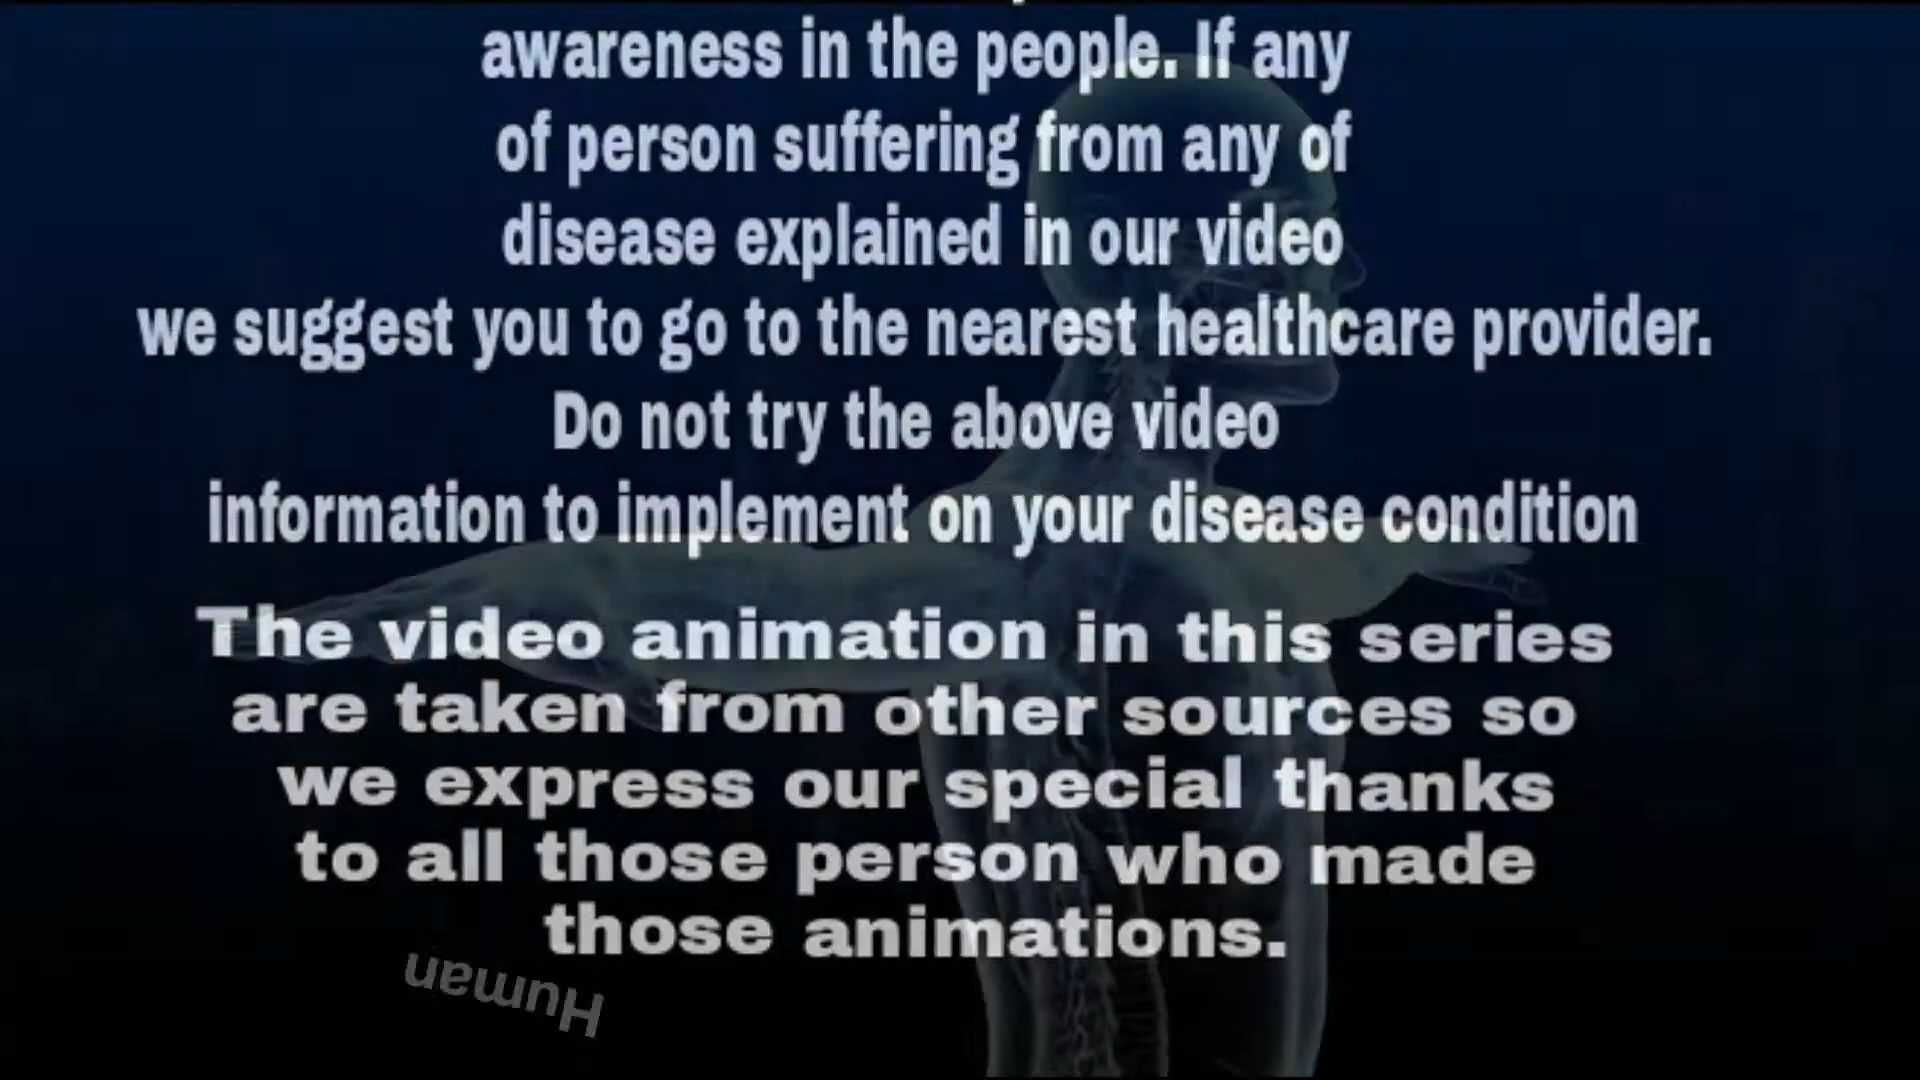 awareness in the people. If any
of person suffering from any of
disease explained in our video
we suggest you to go to the nearest healthcare provider.
Do not try the above video
information to implement on your disease condition
The video animation in this series
are taken from other sources so
we express our special thanks
to all those person who made
those animations.
Human